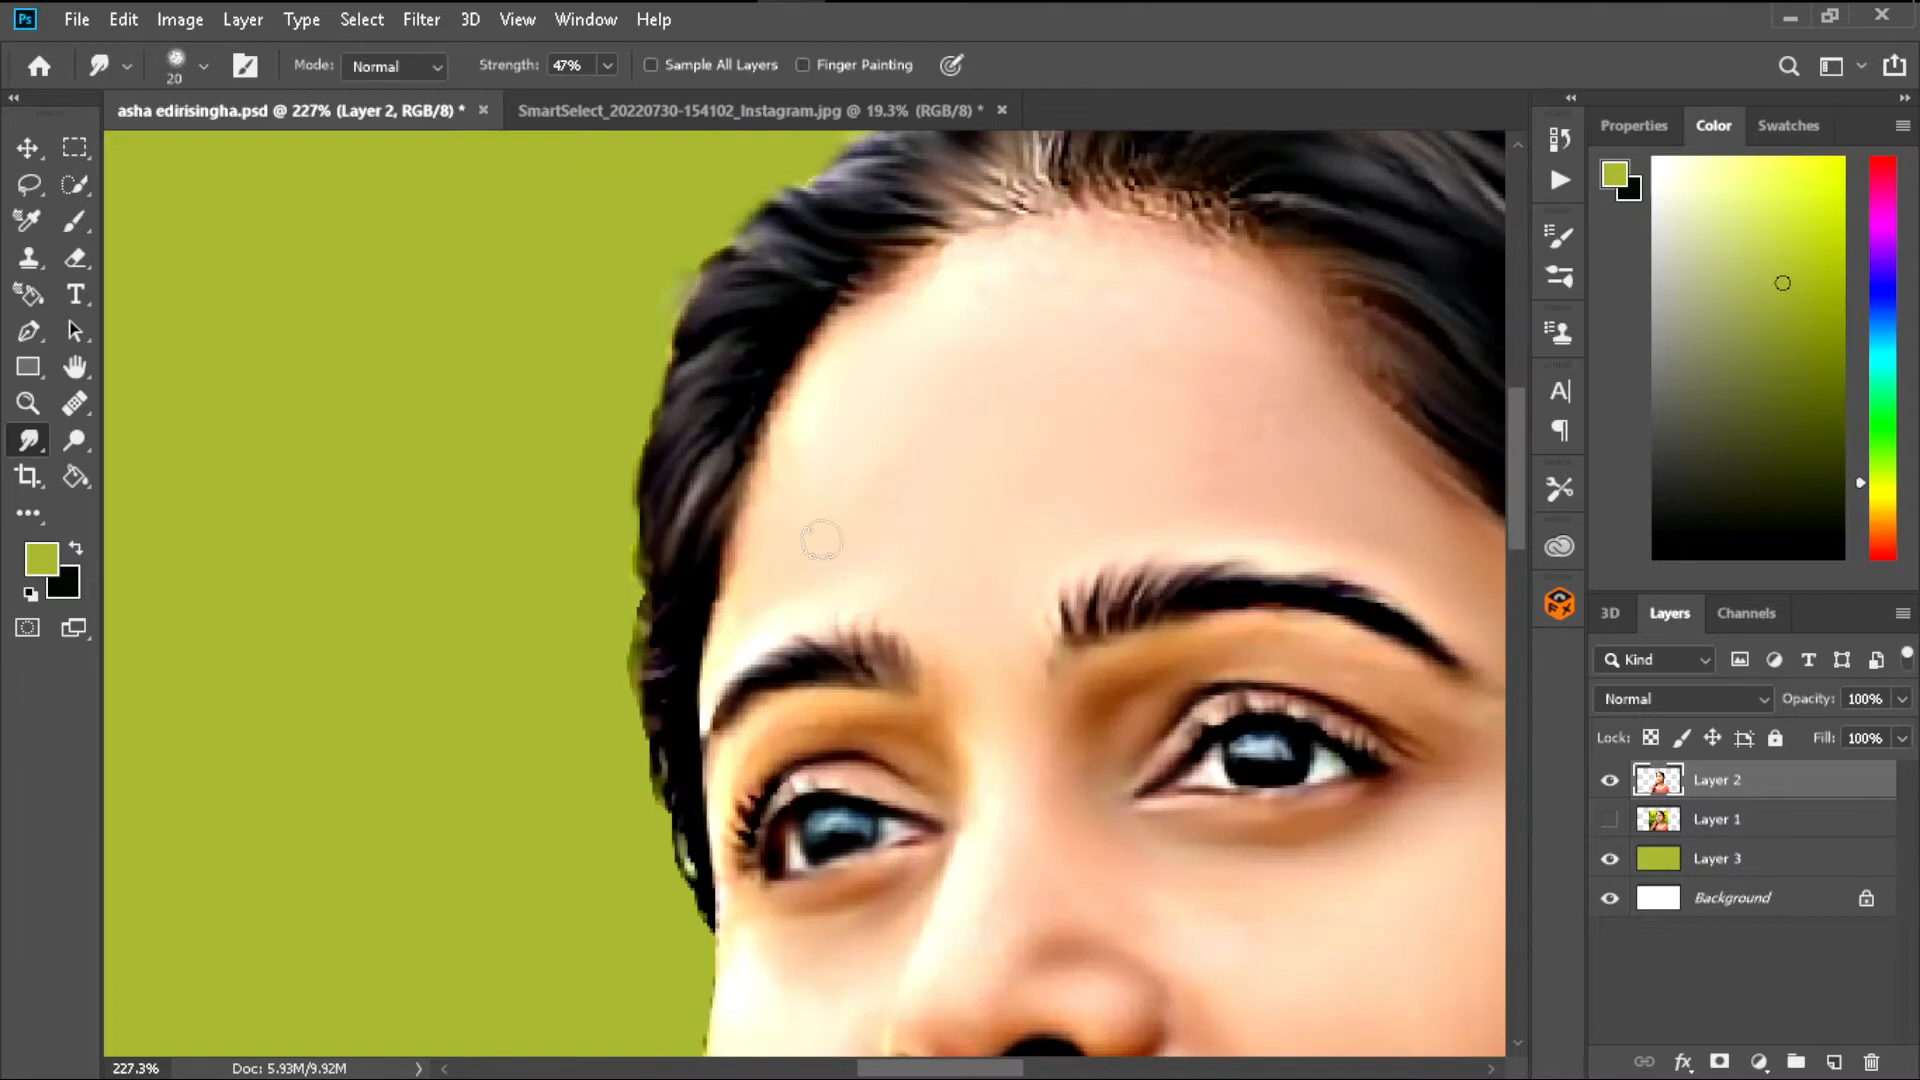 Ps File Edit Image Layer Type Select Filter 3D View Window Help
20 Mode: Normal Strength: 47% Sample All Layers Finger Painting
asha edirisingha.psd @ 227% (Layer 2, RGB/8) * × SmartSelect_20220730-154102_Instagram.jpg @ 19.3% (RGB/8) * ×
Properties Color Swatches
3D Layers Channels
Kind
Normal Opacity: 100%
Lock: Fill: 100%
Layer 2
Layer 1
Layer 3
Background
227.3% Doc: 5.93M/9.92M